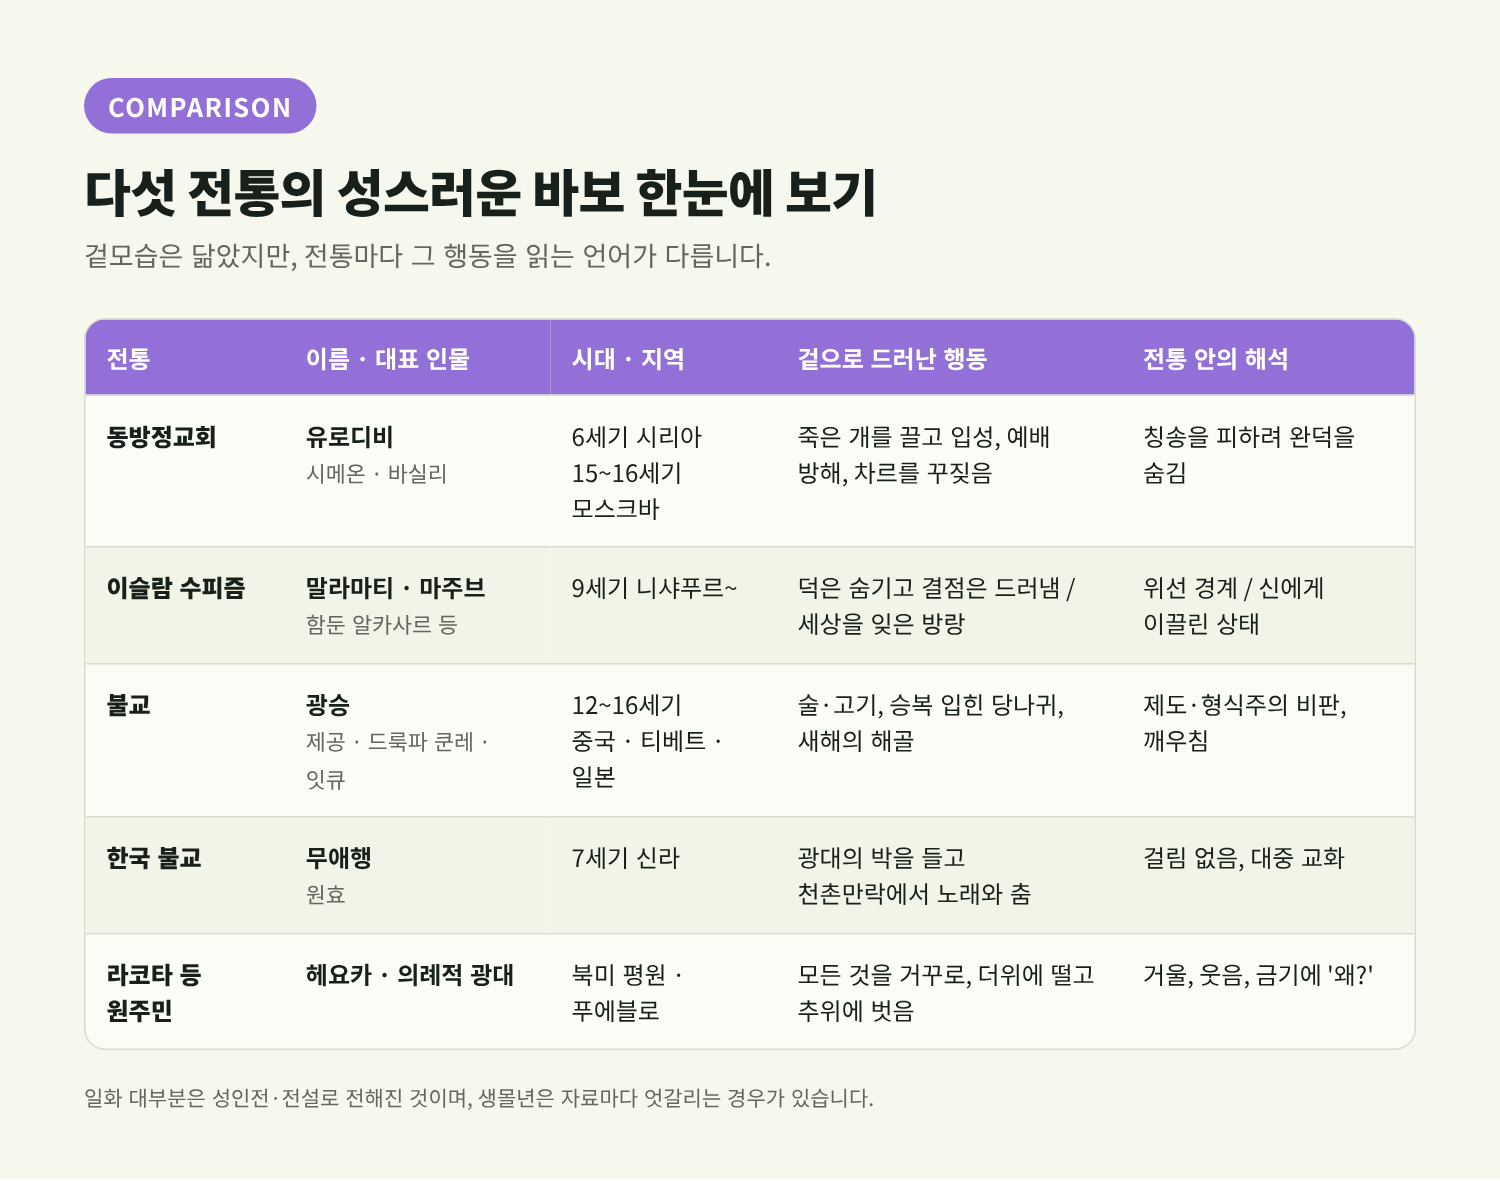 COMPARISON
다섯 전통의 성스러운 바보 한눈에 보기
겉모습은 닮았지만, 전통마다 그 행동을 읽는 언어가 다릅니다.
전통 이름 · 대표 인물 시대 · 지역 겉으로 드러난 행동 전통 안의 해석
동방정교회 유로디비 6세기 시리아 죽은 개를 끌고 입성, 예배 칭송을 피하려 완덕을
시메온 · 바실리 15~16세기 방해, 차르를 꾸짖음 숨김
모스크바
이슬람 수피즘 말라마티 · 마주브 9세기 니샤푸르~ 덕은 숨기고 결점은 드러냄 / 위선 경계 / 신에게
함둔 알카사르 등 세상을 잊은 방랑 이끌린 상태
불교 광승 12~16세기 술·고기, 승복 입힌 당나귀, 제도·형식주의 비판,
제공 · 드룩파 쿤레 · 중국 · 티베트 · 새해의 해골 깨우침
잇큐 일본
한국 불교 무애행 7세기 신라 광대의 박을 들고 걸림 없음, 대중 교화
원효 천촌만락에서 노래와 춤
라코타 등 헤요카 · 의례적 광대 북미 평원 · 모든 것을 거꾸로, 더위에 떨고 거울, 웃음, 금기에 '왜?'
원주민 푸에블로 추위에 벗음
일화 대부분은 성인전·전설로 전해진 것이며, 생몰년은 자료마다 엇갈리는 경우가 있습니다.